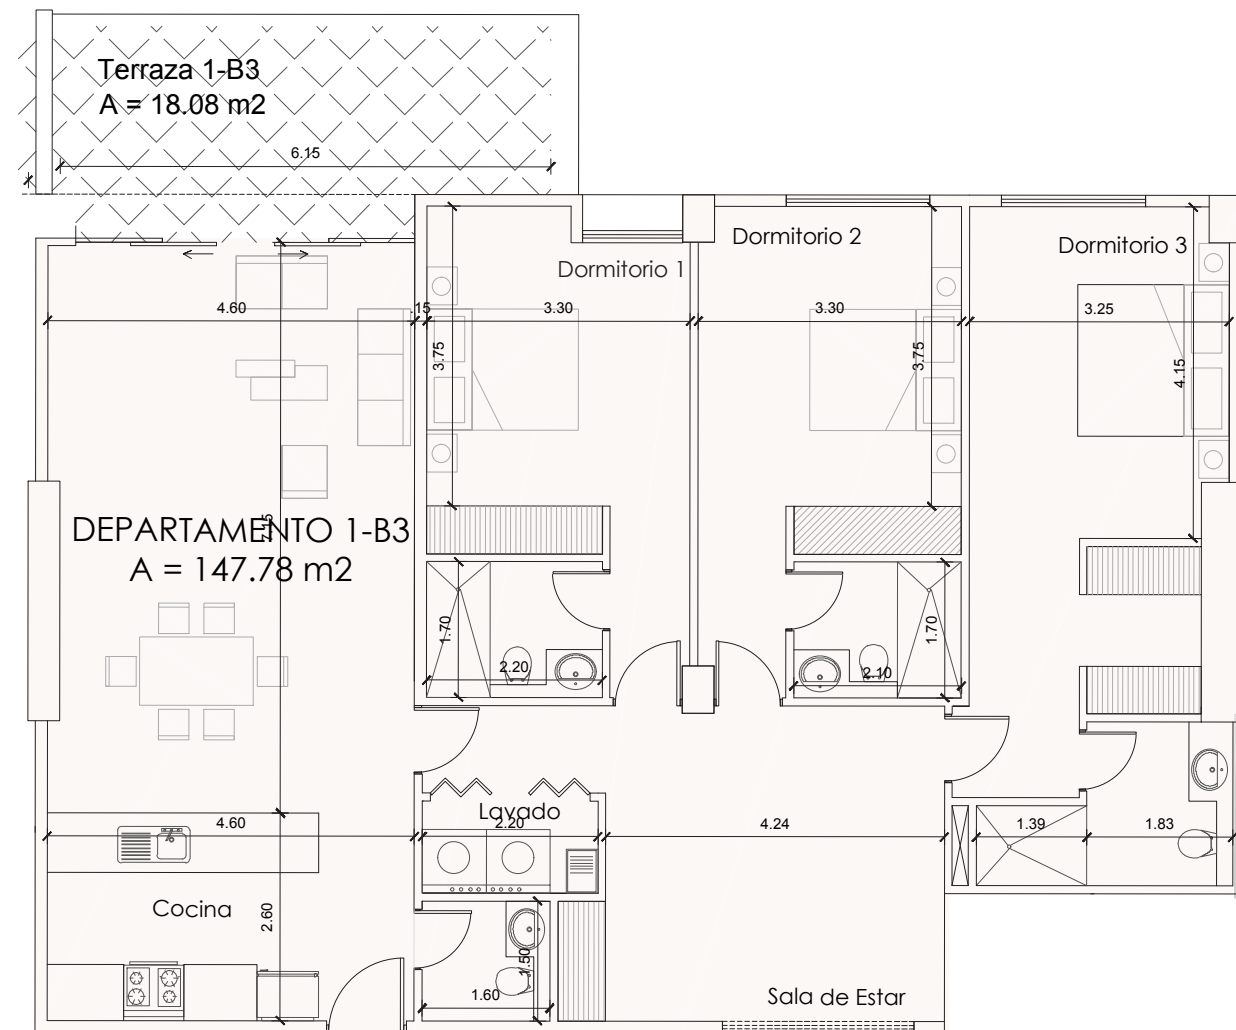 Terraza 1-B3
A = 18.08 m2
6.15
Dormitorio 1
Dormitorio 2
Dormitorio 3
4.60
.15
3.30
3.30
3.25
3.75
3.75
4.15
DEPARTAMENTO 1-B3
A = 147.78 m2
1.70
2.20
1.70
2.10
Lavado
4.60
2.20
4.24
1.39
1.83
Cocina
2.60
1.50
1.60
Sala de Estar